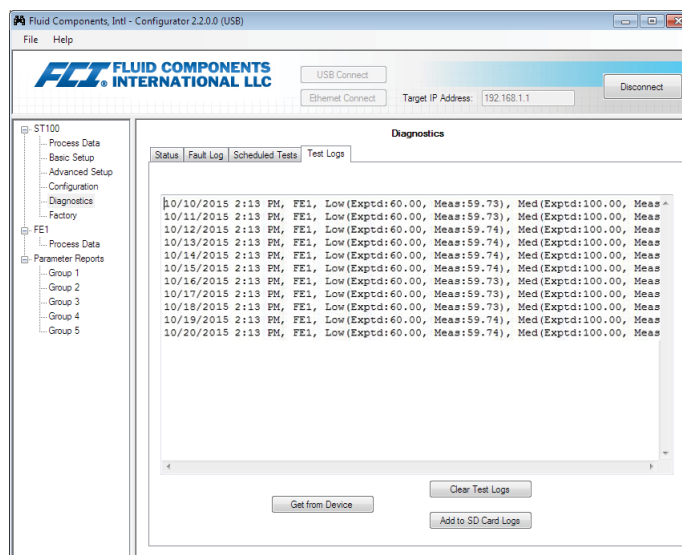 Fluid Components, Intl - Configurator 2.2.0.0 (USB)
File Help
FCI. FLUID COMPONENTS
INTERNATIONAL LLC
USB Connect
Ethernet Connect Target IP Address: 192.168.1.1 Disconnect
ST100
Process Data
Basic Setup
Advanced Setup
Configuration
Diagnostics
Factory
FE1
Process Data
Parameter Reports
Group 1
Group 2
Group 3
Group 4
Group 5
Diagnostics
Status Fault Log Scheduled Tests Test Logs
10/10/2015 2:13 PM, FE1, Low(Exptd:60.00, Meas:59.73), Med(Exptd:100.00, Meas
10/11/2015 2:13 PM, FE1, Low(Exptd:60.00, Meas:59.73), Med(Exptd:100.00, Meas
10/12/2015 2:13 PM, FE1, Low(Exptd:60.00, Meas:59.74), Med(Exptd:100.00, Meas
10/13/2015 2:13 PM, FE1, Low(Exptd:60.00, Meas:59.74), Med(Exptd:100.00, Meas
10/14/2015 2:13 PM, FE1, Low(Exptd:60.00, Meas:59.74), Med(Exptd:100.00, Meas
10/15/2015 2:13 PM, FE1, Low(Exptd:60.00, Meas:59.74), Med(Exptd:100.00, Meas
10/16/2015 2:13 PM, FE1, Low(Exptd:60.00, Meas:59.73), Med(Exptd:100.00, Meas
10/17/2015 2:13 PM, FE1, Low(Exptd:60.00, Meas:59.73), Med(Exptd:100.00, Meas
10/18/2015 2:13 PM, FE1, Low(Exptd:60.00, Meas:59.73), Med(Exptd:100.00, Meas
10/19/2015 2:13 PM, FE1, Low(Exptd:60.00, Meas:59.74), Med(Exptd:100.00, Meas
10/20/2015 2:13 PM, FE1, Low(Exptd:60.00, Meas:59.74), Med(Exptd:100.00, Meas
Clear Test Logs
Get from Device
Add to SD Card Logs